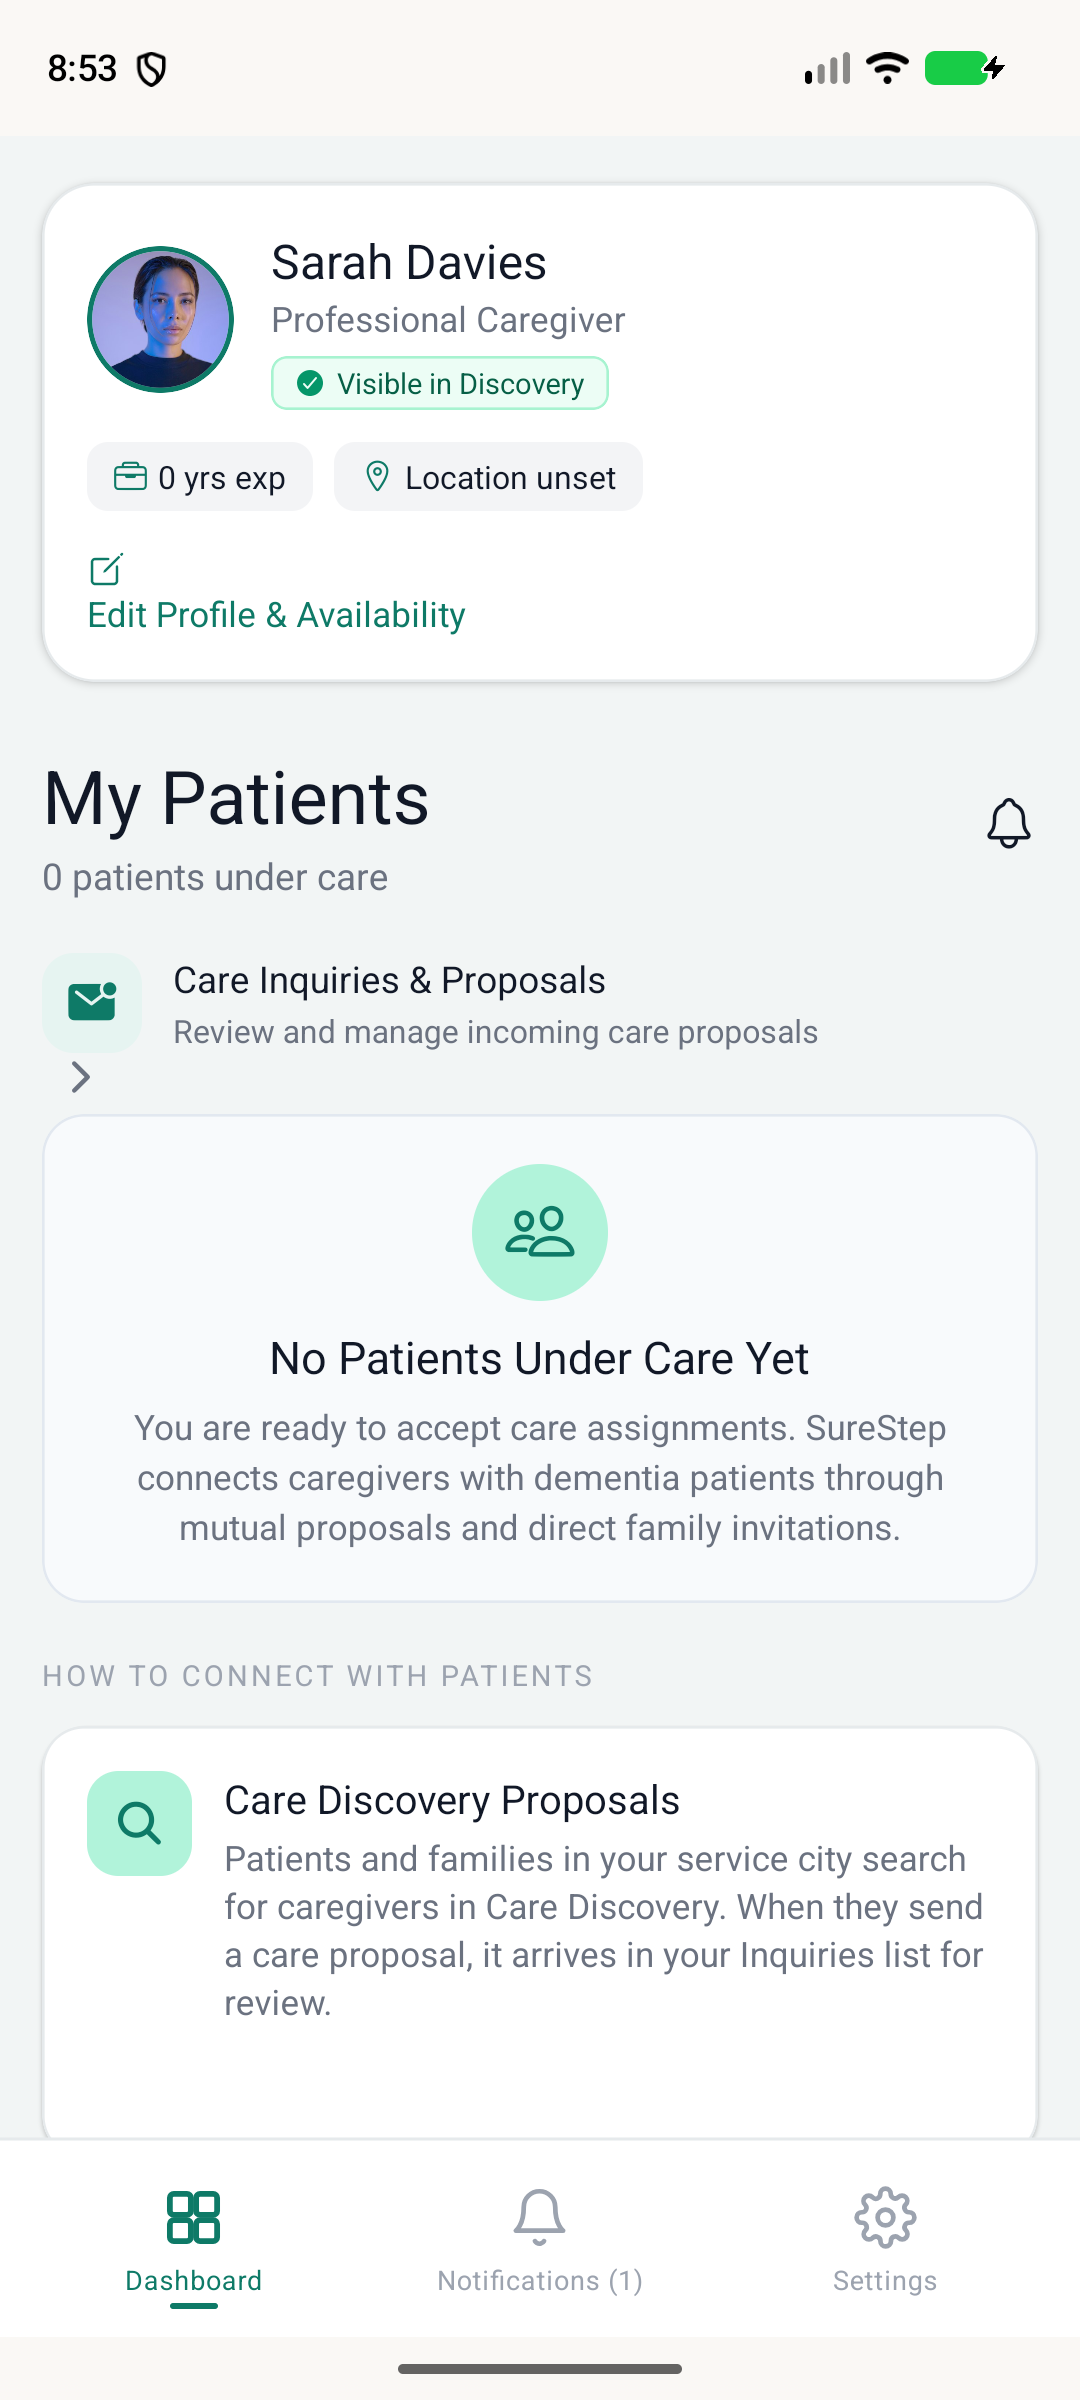 8:53
Sarah Davies
Professional Caregiver
Visible in Discovery
0 yrs exp
Location unset
Edit Profile & Availability
My Patients
0 patients under care
Care Inquiries & Proposals
Review and manage incoming care proposals
No Patients Under Care Yet
You are ready to accept care assignments. SureStep
connects caregivers with dementia patients through
mutual proposals and direct family invitations.
HOW TO CONNECT WITH PATIENTS
Care Discovery Proposals
Patients and families in your service city search
for caregivers in Care Discovery. When they send
a care proposal, it arrives in your Inquiries list for
review.
Dashboard
Notifications (1)
Settings